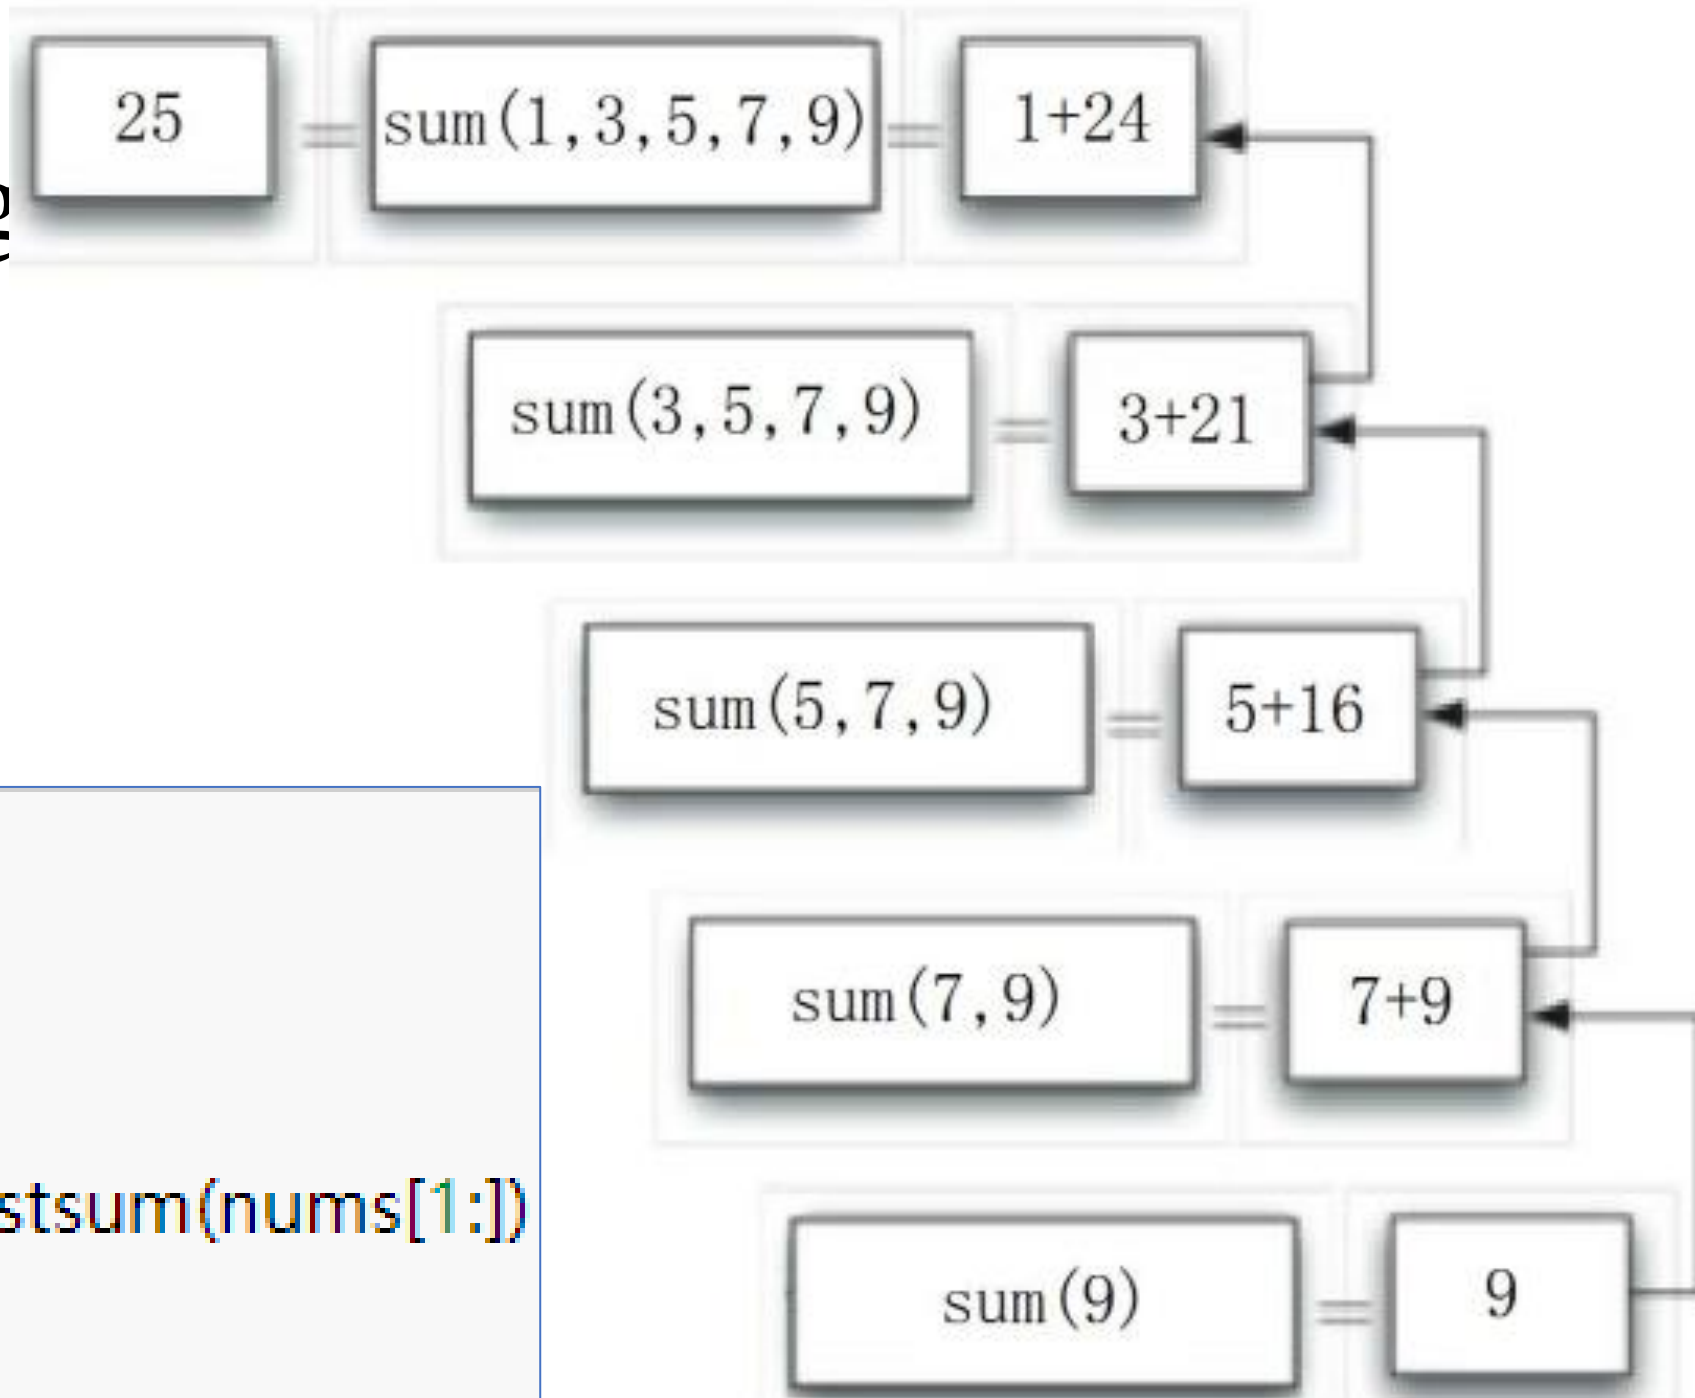 25 = sum(1,3,5,7,9) = 1+24
sum(3,5,7,9) = 3+21
sum(5,7,9) = 5+16
sum(7,9) = 7+9
stsum(nums[1:])
sum(9) = 9